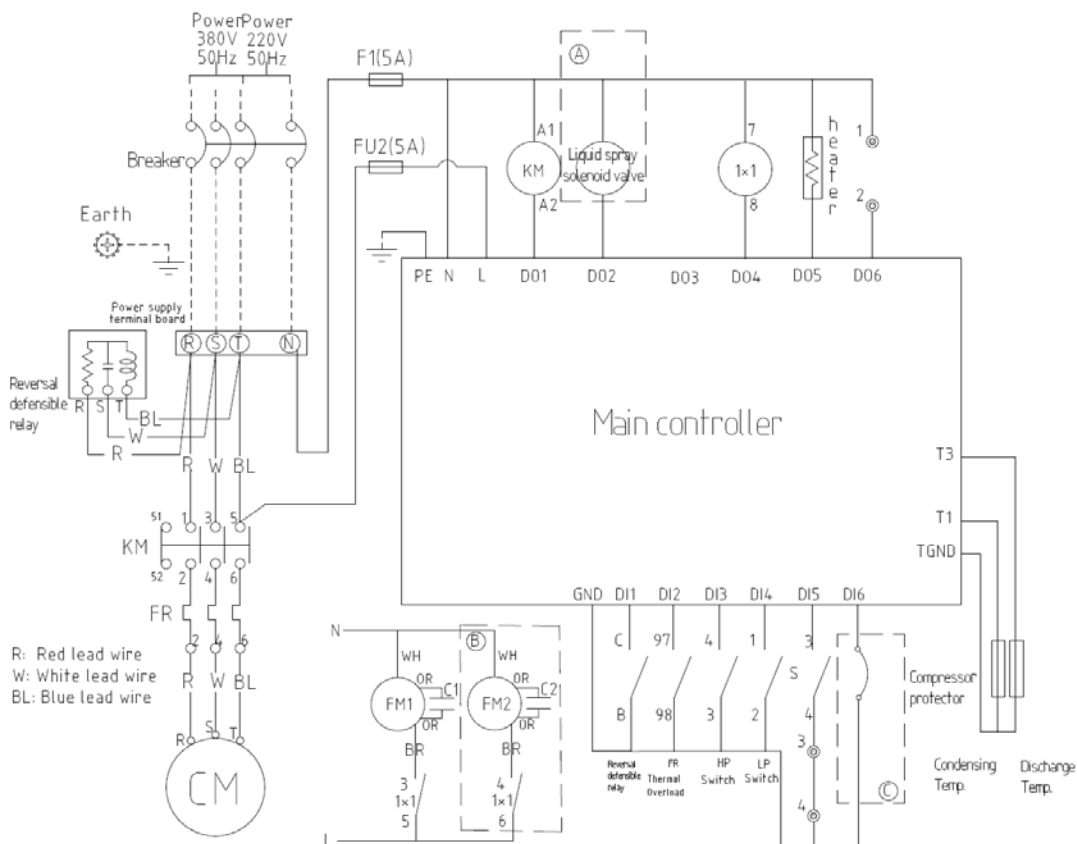 Power Power
380V 220V
50Hz 50Hz
F1(5A)
A
Breaker
FU2(5A)
A1
KM
A2
Liquid spray
solenoid valve
7
1×1
8
heater
1
2
Earth
PE N L DO1 DO2 DO3 DO4 DO5 DO6
Power supply
terminal board
R S T N
Reversal
defensible
relay
R S T
BL
W
R
R W BL
Main controller
T3
T1
TGND
51 1 3 5
KM
52 2 4 6
FR
2 4 6
R: Red lead wire
W: White lead wire
BL: Blue lead wire
R W BL
R S T
CM
GND DI1 DI2 DI3 DI4 DI5 DI6
C 97 4 1 3
S
B 98 3 2 4
3
4
Reversal
defensible
relay
FR
Thermal
Overload
HP
Switch
LP
Switch
Compressor
protector
C
Condensing
Temp.
Discharge
Temp.
N
B
WH WH
OR C1 OR C2
FM1 FM2
OR OR
BR BR
3 4
1×1 1×1
5 6
L